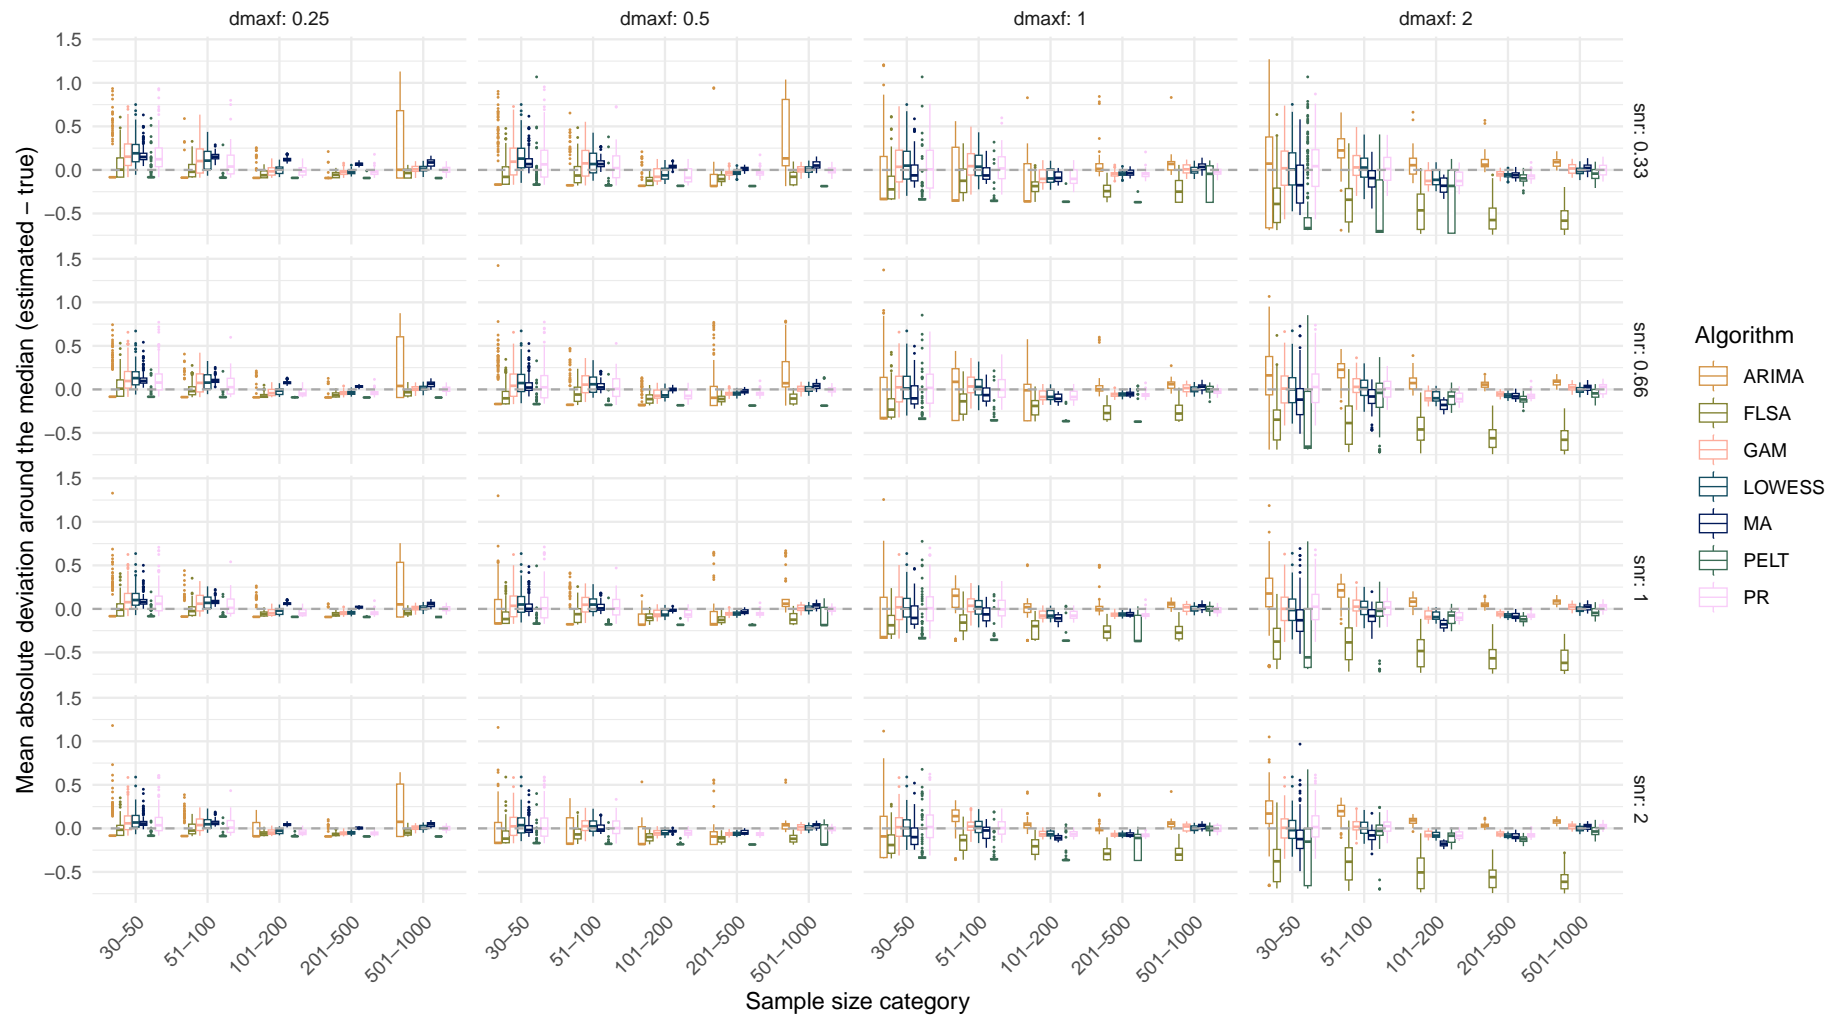 dmaxf: 0.25
dmaxf: 0.5
dmaxf: 1
dmaxf: 2
Mean absolute deviation around the median (estimated − true)
1.5
1.0
0.5
0.0
−0.5
snr: 0.33
1.5
1.0
0.5
0.0
−0.5
snr: 0.66
1.5
1.0
0.5
0.0
−0.5
snr: 1
1.5
1.0
0.5
0.0
−0.5
snr: 2
30−50
51−100
101−200
201−500
501−1000
30−50
51−100
101−200
201−500
501−1000
30−50
51−100
101−200
201−500
501−1000
30−50
51−100
101−200
201−500
501−1000
Sample size category
Algorithm
ARIMA
FLSA
GAM
LOWESS
MA
PELT
PR